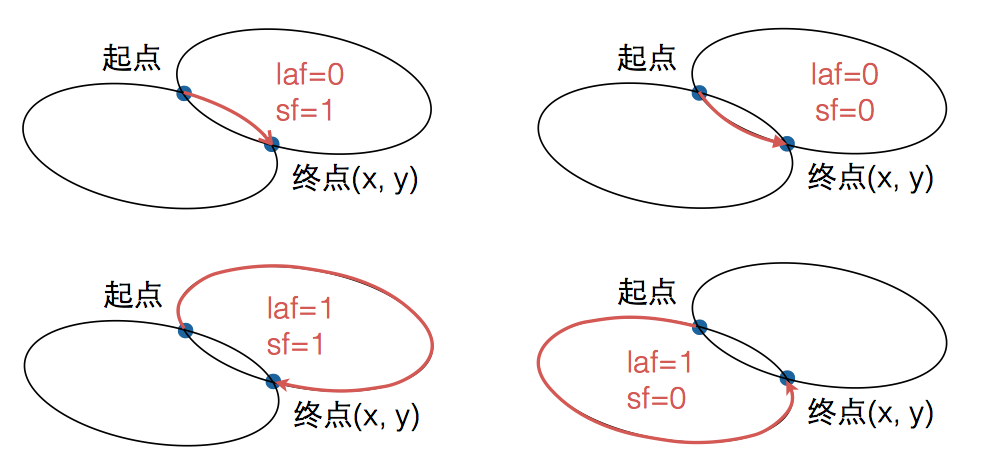 起点
laf=0
sf=1
终点(x, y)
起点
laf=0
sf=0
终点(x, y)
起点
laf=1
sf=1
终点(x, y)
起点
laf=1
sf=0
终点(x, y)